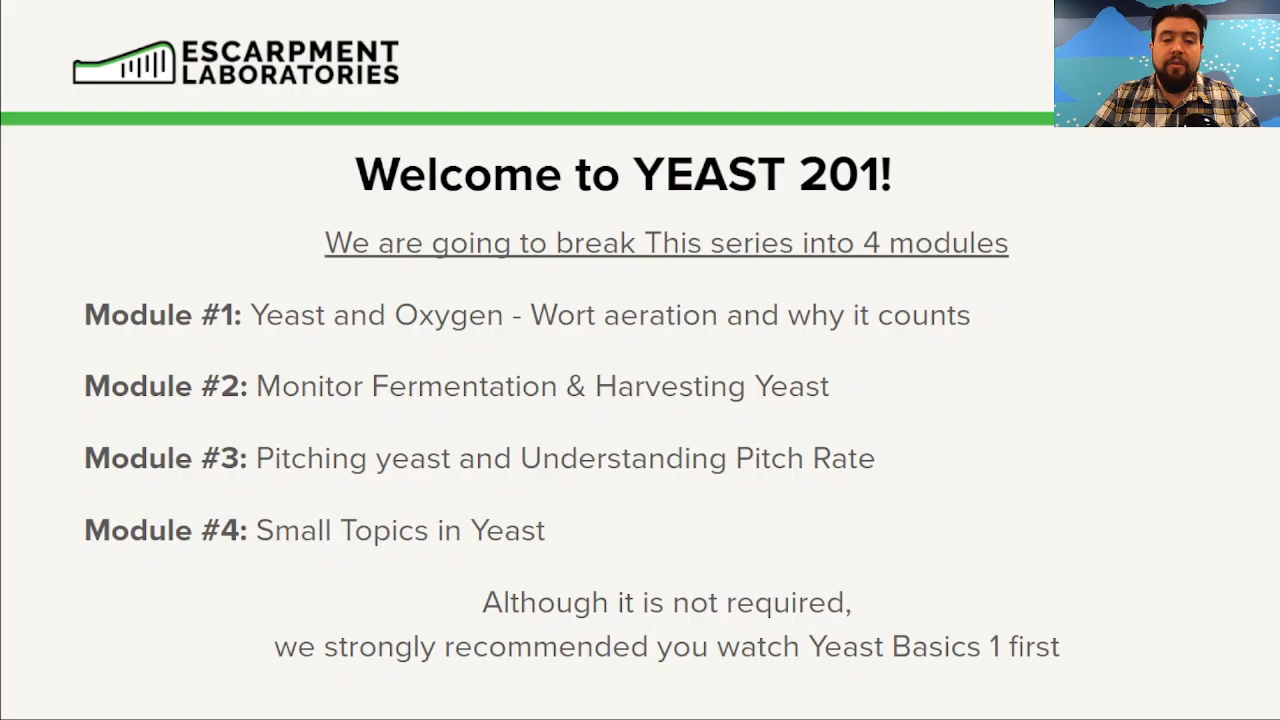 ESCARPMENT
LABORATORIES
Welcome to YEAST 201!
We are going to break This series into 4 modules
Module #1: Yeast and Oxygen - Wort aeration and why it counts
Module #2: Monitor Fermentation & Harvesting Yeast
Module #3: Pitching yeast and Understanding Pitch Rate
Module #4: Small Topics in Yeast
Although it is not required,
we strongly recommended you watch Yeast Basics 1 first